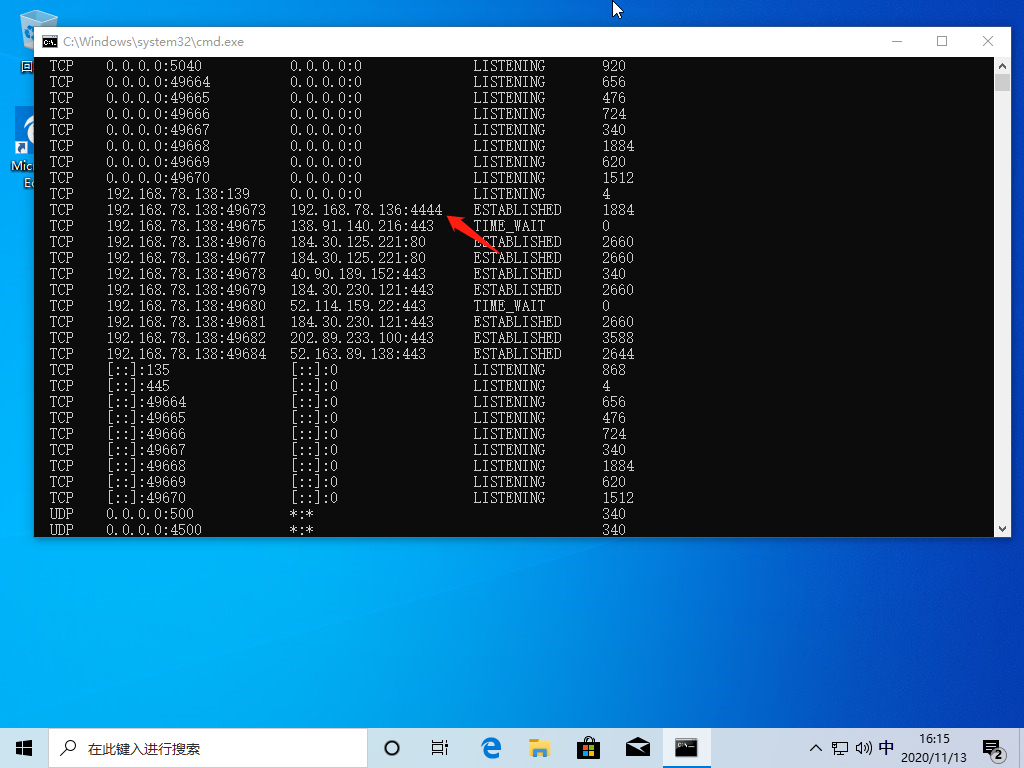 C:\Windows\system32\cmd.exe
TCP 0.0.0.0:5040 0.0.0.0:0 LISTENING 920
TCP 0.0.0.0:49664 0.0.0.0:0 LISTENING 656
TCP 0.0.0.0:49665 0.0.0.0:0 LISTENING 476
TCP 0.0.0.0:49666 0.0.0.0:0 LISTENING 724
TCP 0.0.0.0:49667 0.0.0.0:0 LISTENING 340
TCP 0.0.0.0:49668 0.0.0.0:0 LISTENING 1884
TCP 0.0.0.0:49669 0.0.0.0:0 LISTENING 620
TCP 0.0.0.0:49670 0.0.0.0:0 LISTENING 1512
TCP 192.168.78.138:139 0.0.0.0:0 LISTENING 4
TCP 192.168.78.138:49673 192.168.78.136:4444 ESTABLISHED 1884
TCP 192.168.78.138:49675 138.91.140.216:443 TIME_WAIT 0
TCP 192.168.78.138:49676 184.30.125.221:80 ESTABLISHED 2660
TCP 192.168.78.138:49677 184.30.125.221:80 ESTABLISHED 2660
TCP 192.168.78.138:49678 40.90.189.152:443 ESTABLISHED 340
TCP 192.168.78.138:49679 184.30.230.121:443 ESTABLISHED 2660
TCP 192.168.78.138:49680 52.114.159.22:443 TIME_WAIT 0
TCP 192.168.78.138:49681 184.30.230.121:443 ESTABLISHED 2660
TCP 192.168.78.138:49682 202.89.233.100:443 ESTABLISHED 3588
TCP 192.168.78.138:49684 52.163.89.138:443 ESTABLISHED 2644
TCP [::]:135 [::]:0 LISTENING 868
TCP [::]:445 [::]:0 LISTENING 4
TCP [::]:49664 [::]:0 LISTENING 656
TCP [::]:49665 [::]:0 LISTENING 476
TCP [::]:49666 [::]:0 LISTENING 724
TCP [::]:49667 [::]:0 LISTENING 340
TCP [::]:49668 [::]:0 LISTENING 1884
TCP [::]:49669 [::]:0 LISTENING 620
TCP [::]:49670 [::]:0 LISTENING 1512
UDP 0.0.0.0:500 *:* 340
UDP 0.0.0.0:4500 *:* 340
在此键入进行搜索
中
16:15
2020/11/13
2